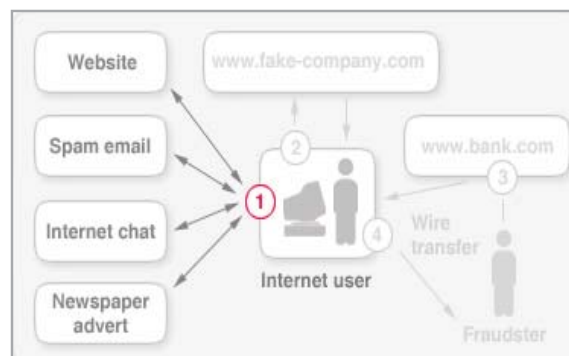 Website
www.fake-company.com
Spam email
2
www.bank.com
3
1
Internet chat
4
Wire
transfer
Internet user
Newspaper
advert
Fraudster